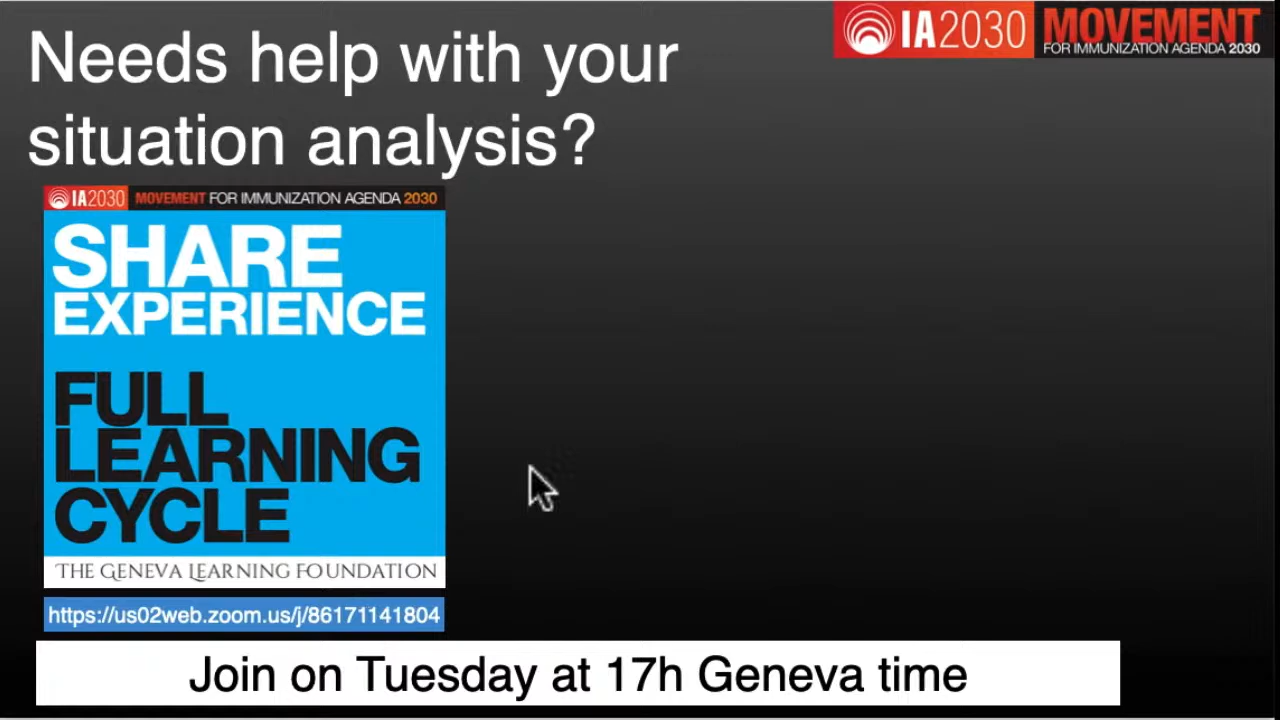 Needs help with your
situation analysis?
IA2030 MOVEMENT
FOR IMMUNIZATION AGENDA 2030
IA2030 MOVEMENT FOR IMMUNIZATION AGENDA 2030
SHARE
EXPERIENCE
FULL
LEARNING
CYCLE
THE GENEVA LEARNING FOUNDATION
https://us02web.zoom.us/j/86171141804
Join on Tuesday at 17h Geneva time